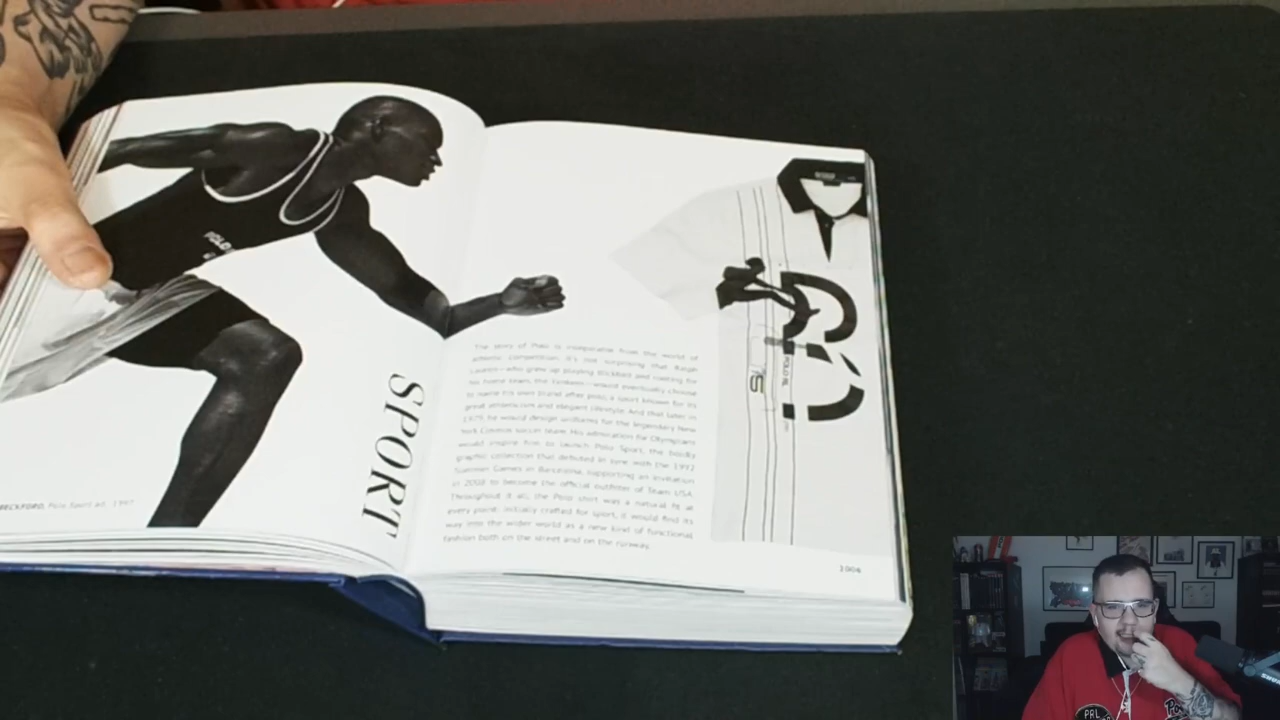 BECKFORD, Polo Sport ad, 1997
SPORT
The story of Polo is inseparable from the world of
athletic competition. It's not surprising that Ralph
Lauren—who grew up playing stickball and rooting for
his home team, the Yankees—would eventually choose
to name his own brand after polo, a sport known for its
great athleticism and elegant lifestyle. And that later in
1975 he would design uniforms for the legendary New
York Cosmos soccer team. His admiration for Olympians
would inspire him to launch Polo Sport, the boldly
graphic collection that debuted in sync with the 1992
Summer Games in Barcelona, supporting an invitation
in 2008 to become the official outfitter of Team USA.
Throughout it all, the Polo shirt was a natural fit at
every point. Initially crafted for sport, it would find its
way into the wider world as a new kind of functional
fashion both on the street and on the runway.
POLO
PRL